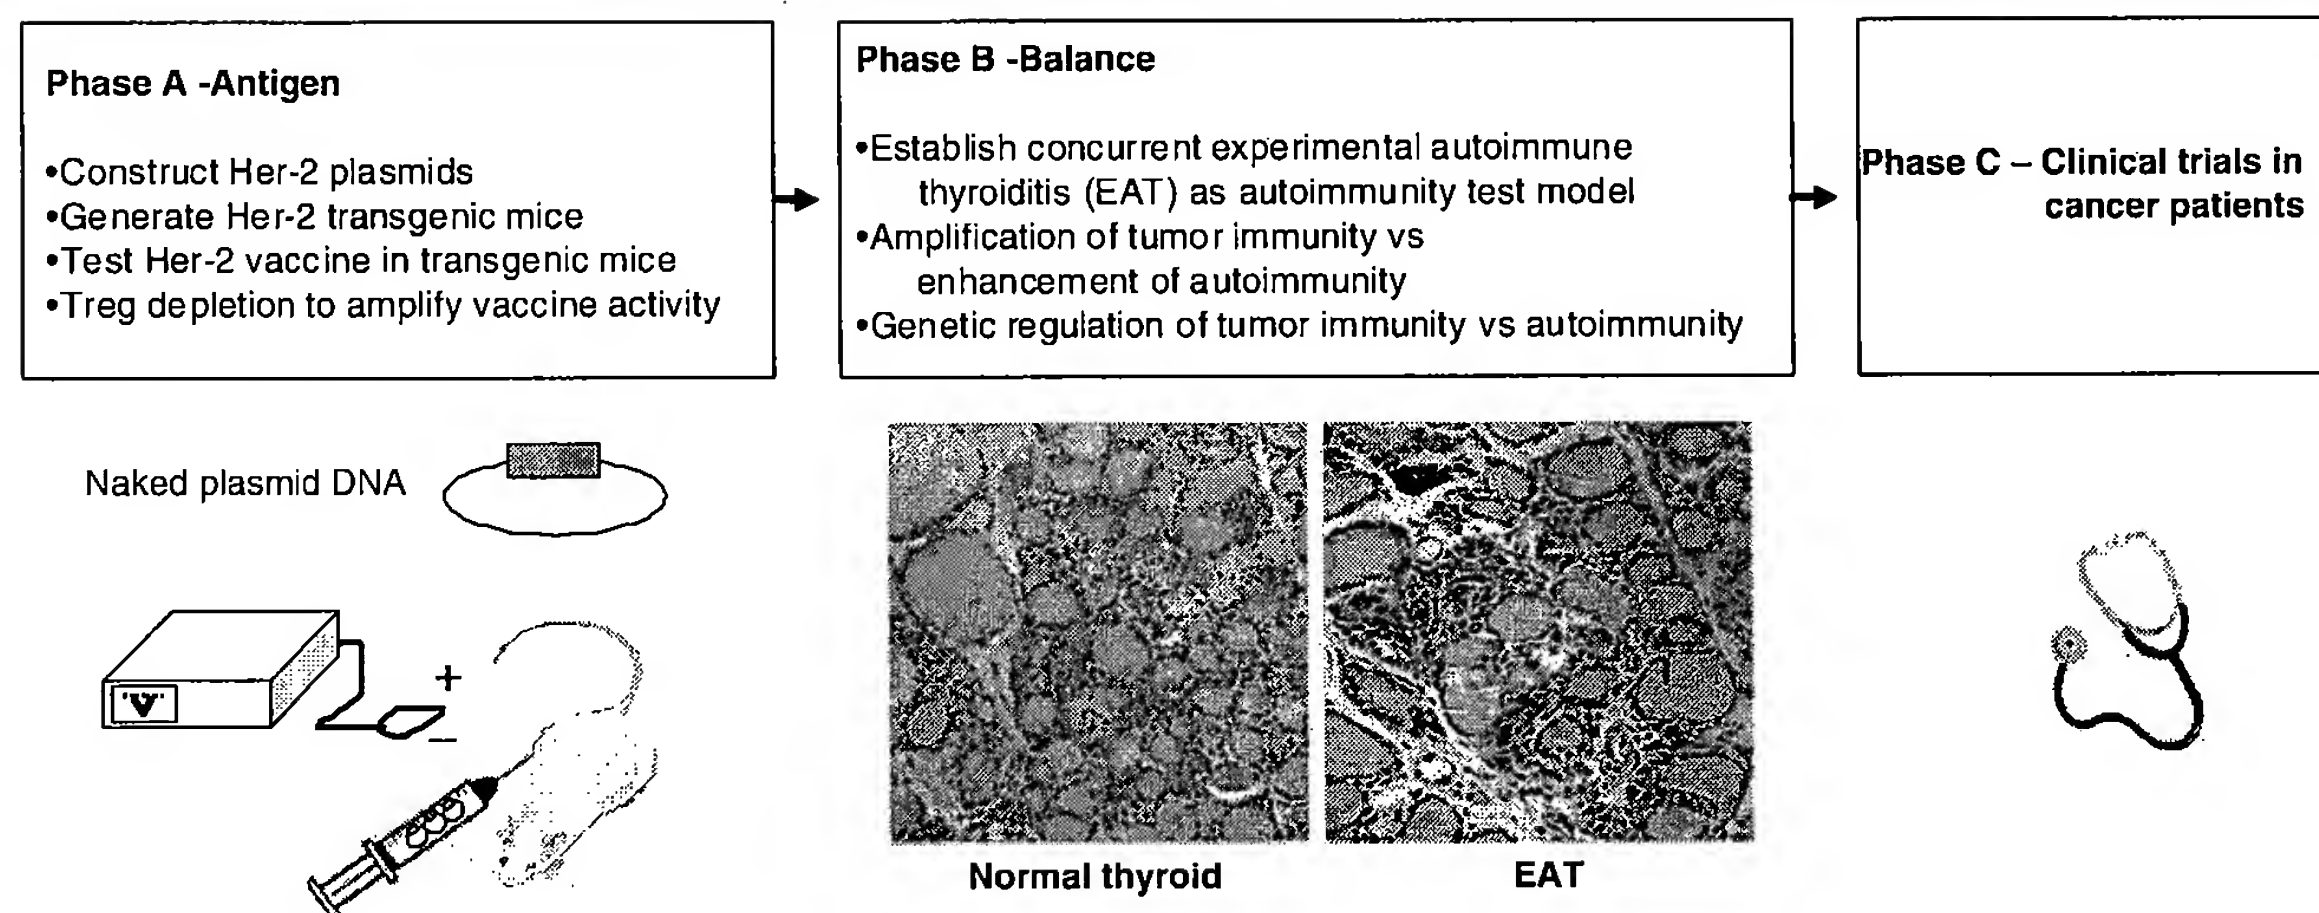 Phase A -Antigen
•Construct Her-2 plasmids
•Generate Her-2 transgenic mice
•Test Her-2 vaccine in transgenic mice
•Treg depletion to amplify vaccine activity
Phase B -Balance
•Establish concurrent experimental autoimmune
thyroiditis (EAT) as autoimmunity test model
•Amplification of tumor immunity vs
enhancement of autoimmunity
•Genetic regulation of tumor immunity vs autoimmunity
Phase C – Clinical trials in
cancer patients
Naked plasmid DNA
"V"
+
–
Normal thyroid
EAT